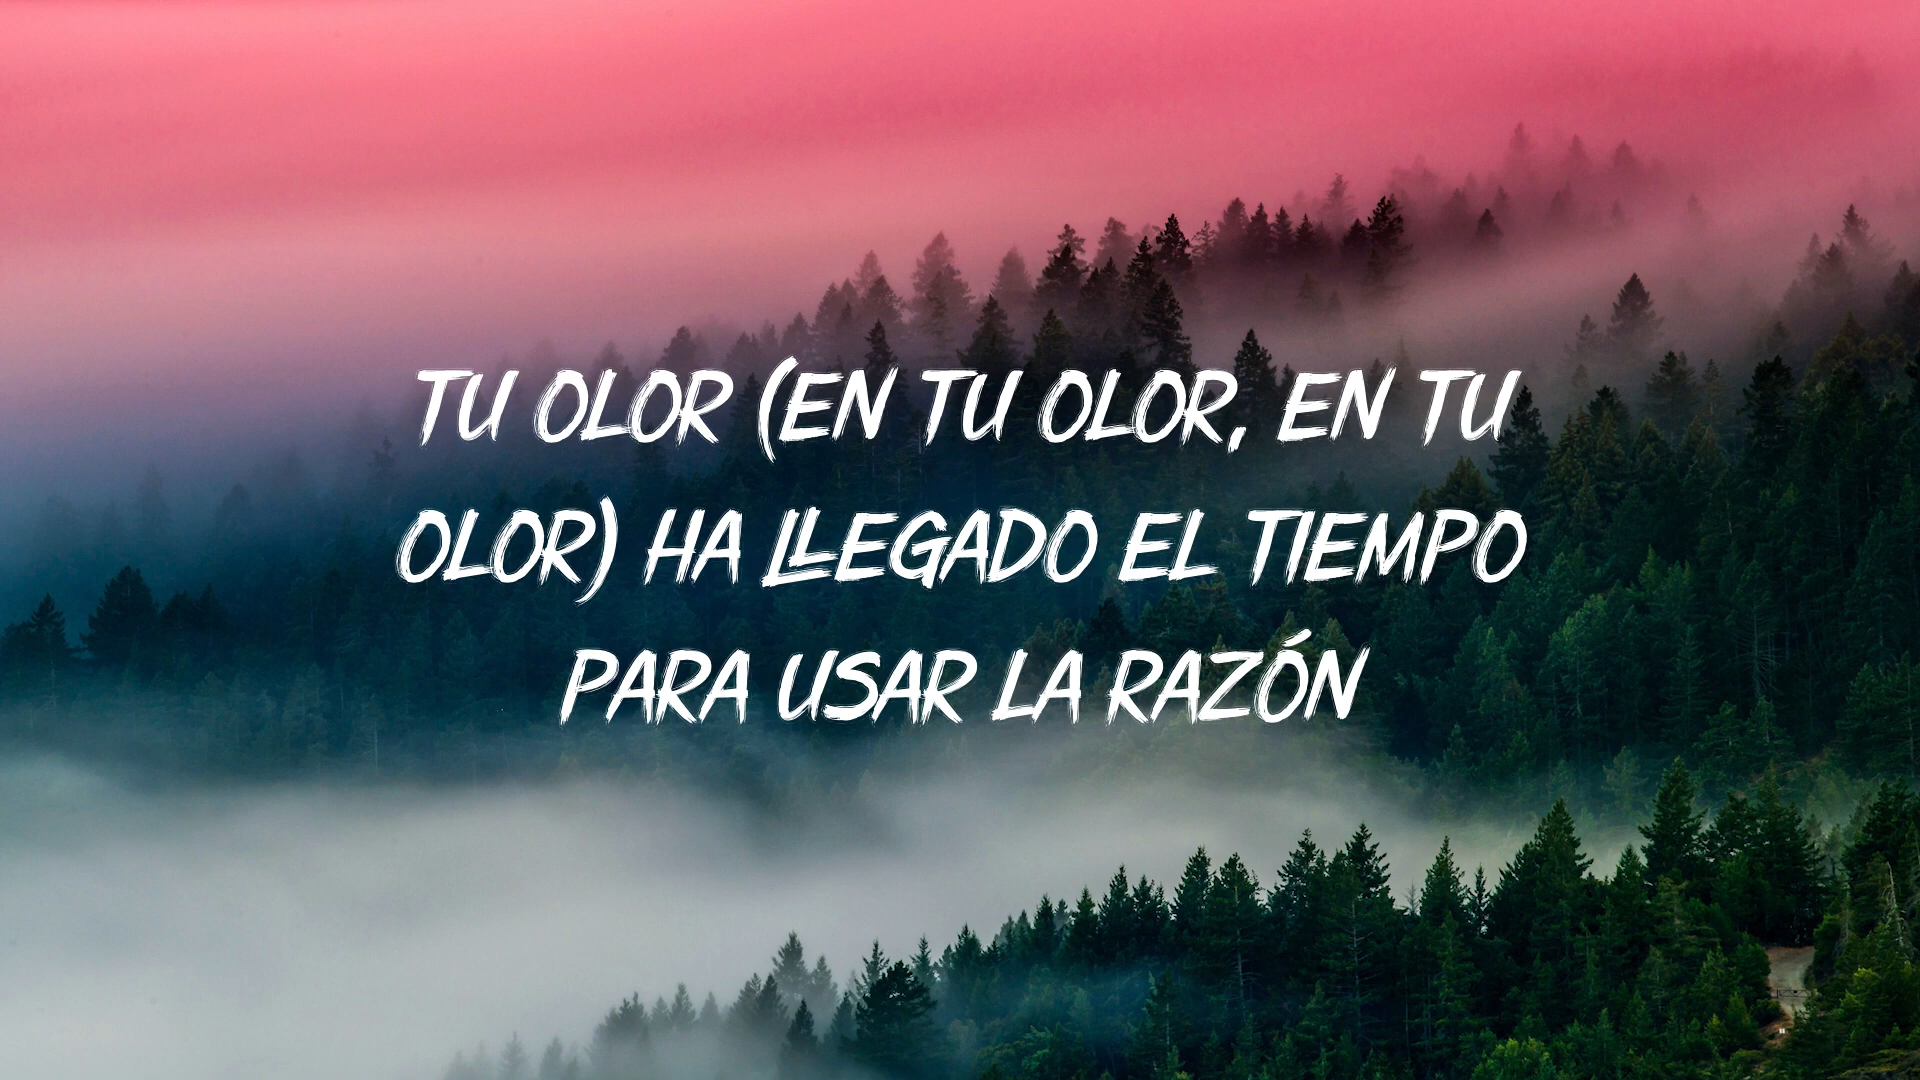 TU OLOR (EN TU OLOR, EN TU
OLOR) HA LLEGADO EL TIEMPO
PARA USAR LA RAZÓN